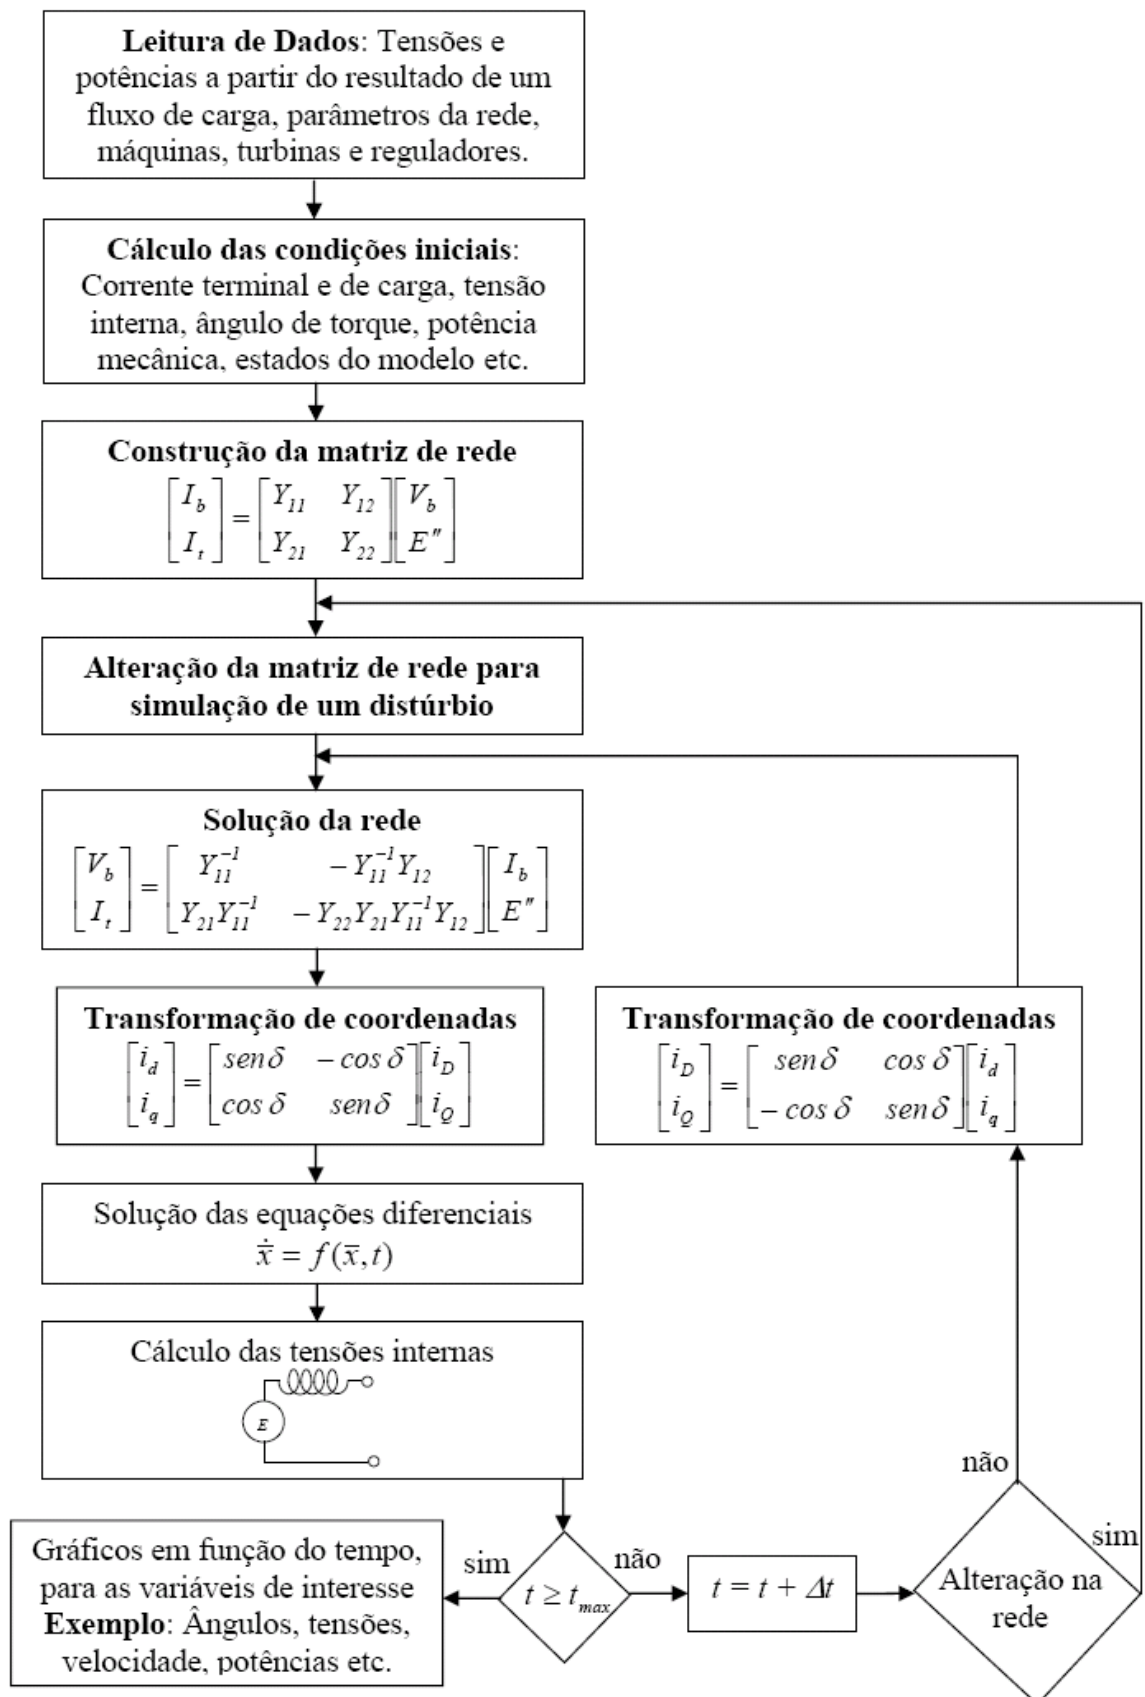 Leitura de Dados: Tensões e
potências a partir do resultado de um
fluxo de carga, parâmetros da rede,
máquinas, turbinas e reguladores.
Cálculo das condições iniciais:
Corrente terminal e de carga, tensão
interna, ângulo de torque, potência
mecânica, estados do modelo etc.
Construção da matriz de rede
[I_b; I_t] = [Y_11 Y_12; Y_21 Y_22][V_b; E″]
Alteração da matriz de rede para
simulação de um distúrbio
Solução da rede
[V_b; I_t] = [Y_11^-1 -Y_11^-1 Y_12; Y_21 Y_11^-1 -Y_22 Y_21 Y_11^-1 Y_12][I_b; E″]
Transformação de coordenadas
[i_d; i_q] = [sen δ -cos δ; cos δ sen δ][i_D; i_Q]
Transformação de coordenadas
[i_D; i_Q] = [sen δ cos δ; -cos δ sen δ][i_d; i_q]
Solução das equações diferenciais
ẋ̄ = f(x̄, t)
Cálculo das tensões internas
E
t ≥ t_max
sim
não
Gráficos em função do tempo,
para as variáveis de interesse
Exemplo: Ângulos, tensões,
velocidade, potências etc.
t = t + Δt
Alteração na
rede
não
sim